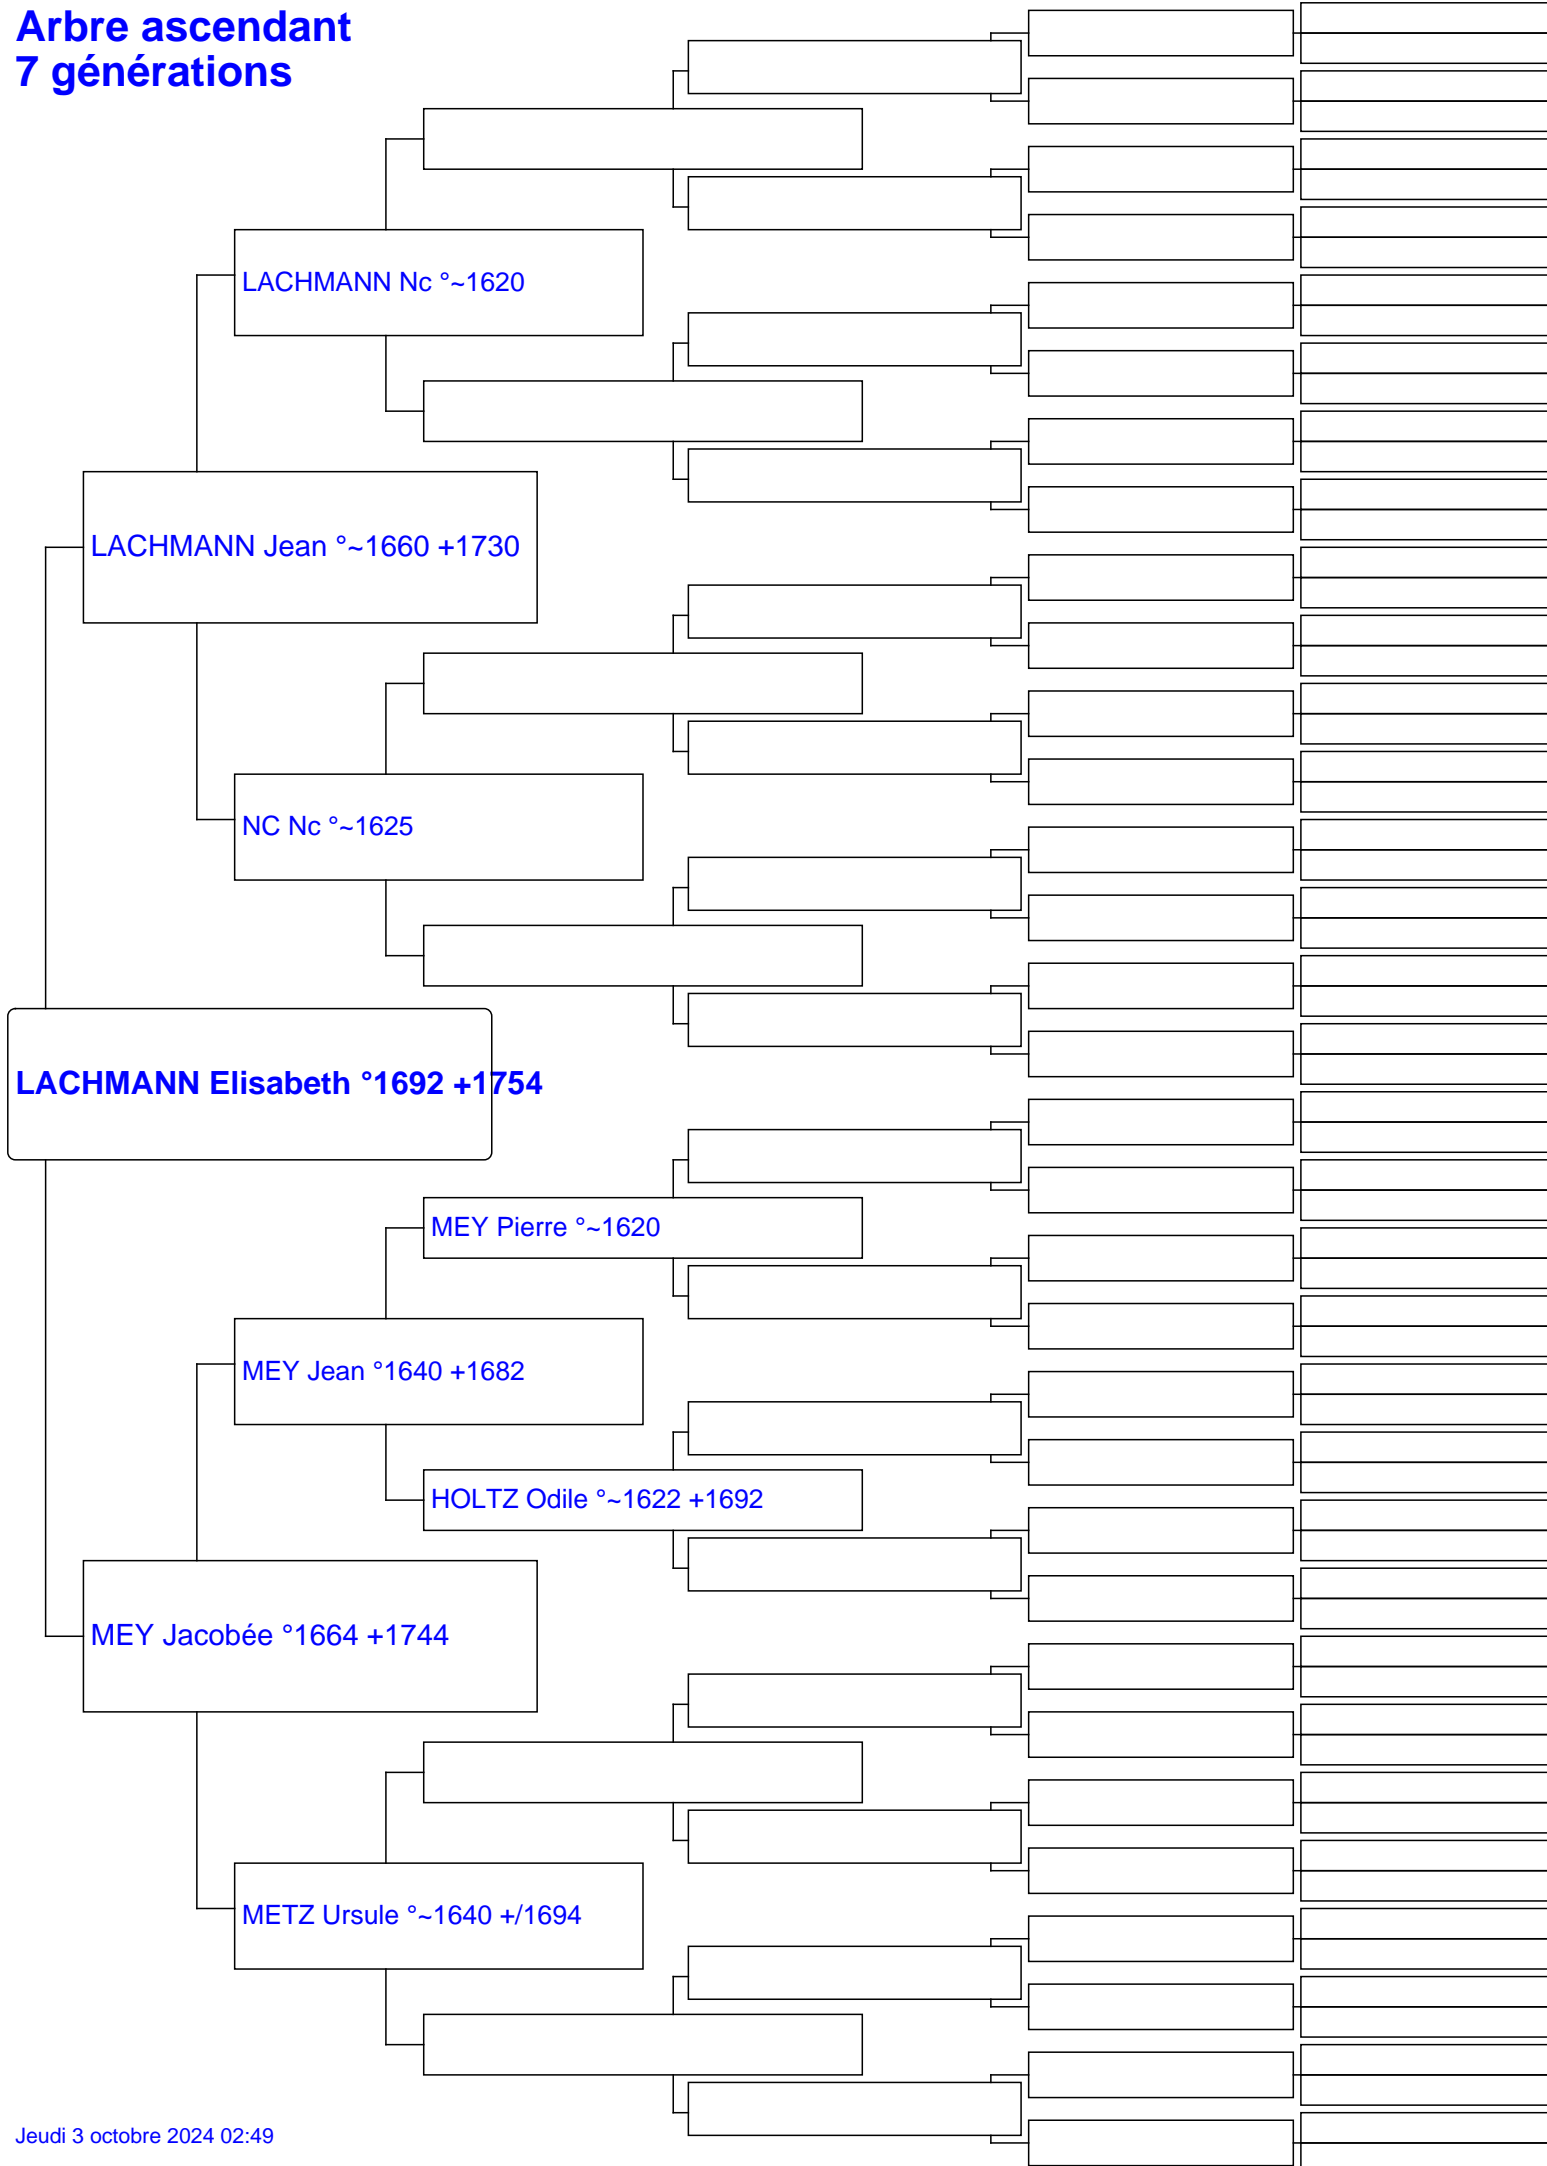 Arbre ascendant
7 générations
LACHMANN Nc °~1620
LACHMANN Jean °~1660 +1730
NC Nc °~1625
LACHMANN Elisabeth °1692 +1754
MEY Pierre °~1620
MEY Jean °1640 +1682
HOLTZ Odile °~1622 +1692
MEY Jacobée °1664 +1744
METZ Ursule °~1640 +/1694
Jeudi 3 octobre 2024 02:49